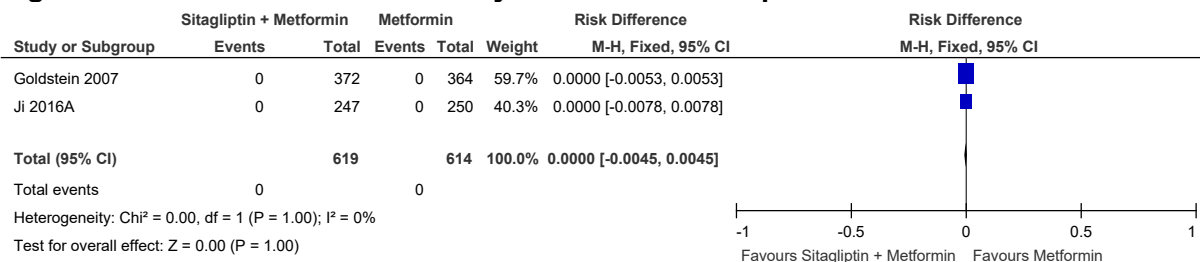 Sitagliptin + Metformin Metformin Risk Difference Risk Difference
Study or Subgroup Events Total Events Total Weight M-H, Fixed, 95% CI M-H, Fixed, 95% CI
Goldstein 2007 0 372 0 364 59.7% 0.0000 [-0.0053, 0.0053]
Ji 2016A 0 247 0 250 40.3% 0.0000 [-0.0078, 0.0078]
Total (95% CI) 619 614 100.0% 0.0000 [-0.0045, 0.0045]
Total events 0 0
Heterogeneity: Chi² = 0.00, df = 1 (P = 1.00); I² = 0%
Test for overall effect: Z = 0.00 (P = 1.00)
-1 -0.5 0 0.5 1
Favours Sitagliptin + Metformin Favours Metformin